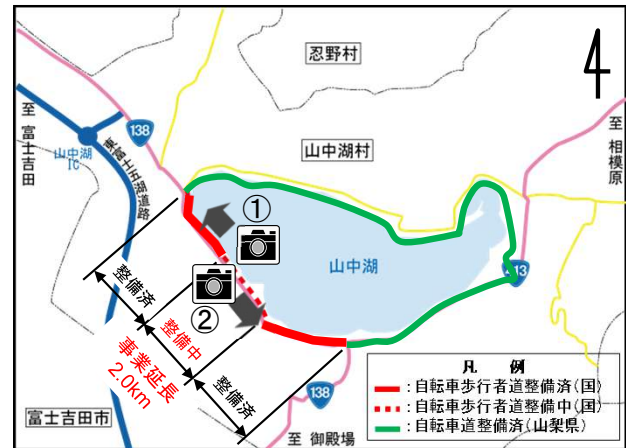 忍野村
至 富士吉田
138
山中湖
IC
東富士五湖道路
山中湖村
至 相模原
①
山中湖
②
整備済
整備中
整備済
事業延長
2.0km
138
富士吉田市
至 御殿場
凡 例
:自転車歩行者道整備済(国)
:自転車歩行者道整備中(国)
:自転車道整備済(山梨県)